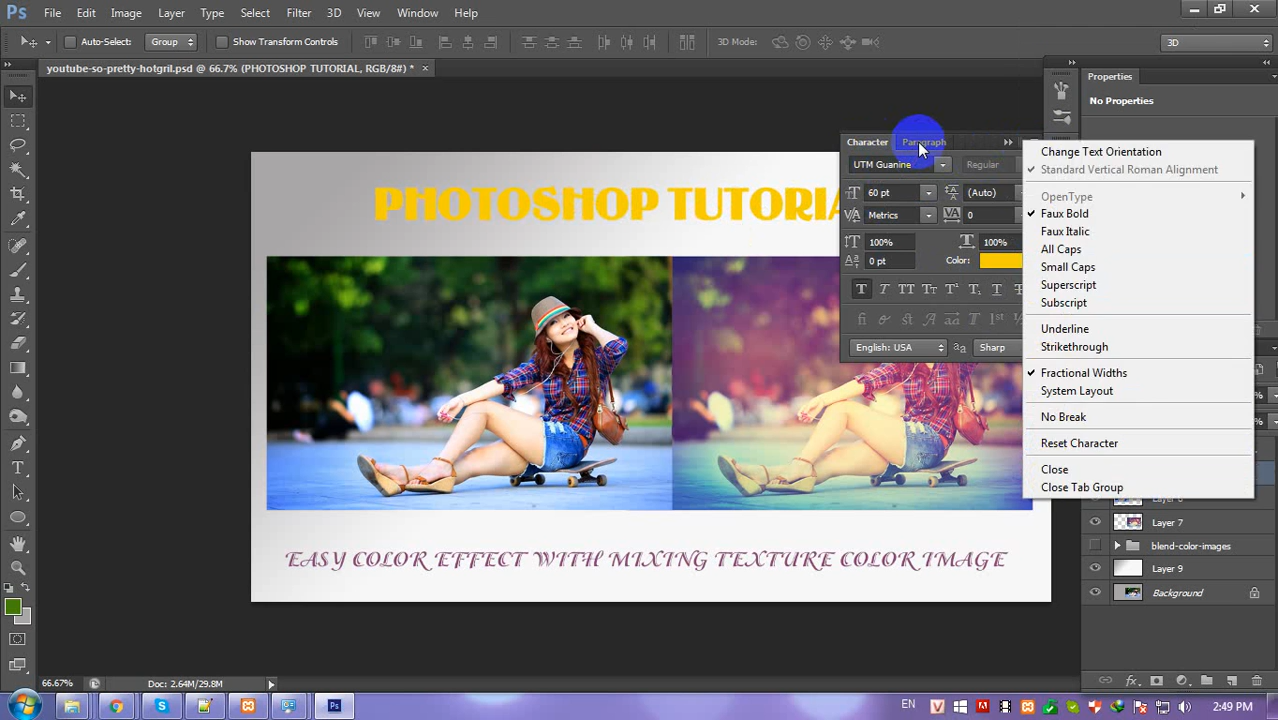 Ps File Edit Image Layer Type Select Filter 3D View Window Help
Auto-Select: Group Show Transform Controls 3D Mode: 3D
youtube-so-pretty-hotgril.psd @ 66.7% (PHOTOSHOP TUTORIAL, RGB/8#) * ×
Properties
No Properties
Character Paragraph
UTM Guanine Regular
60 pt (Auto)
Metrics 0
100% 100%
0 pt Color:
English: USA Sharp
Change Text Orientation
Standard Vertical Roman Alignment
OpenType
Faux Bold
Faux Italic
All Caps
Small Caps
Superscript
Subscript
Underline
Strikethrough
Fractional Widths
System Layout
No Break
Reset Character
Close
Close Tab Group
PHOTOSHOP TUTORIA
EASY COLOR EFFECT WITH MIXING TEXTURE COLOR IMAGE
Layer 7
blend-color-images
Layer 9
Background
66.67% Doc: 2.64M/29.8M
EN 2:49 PM